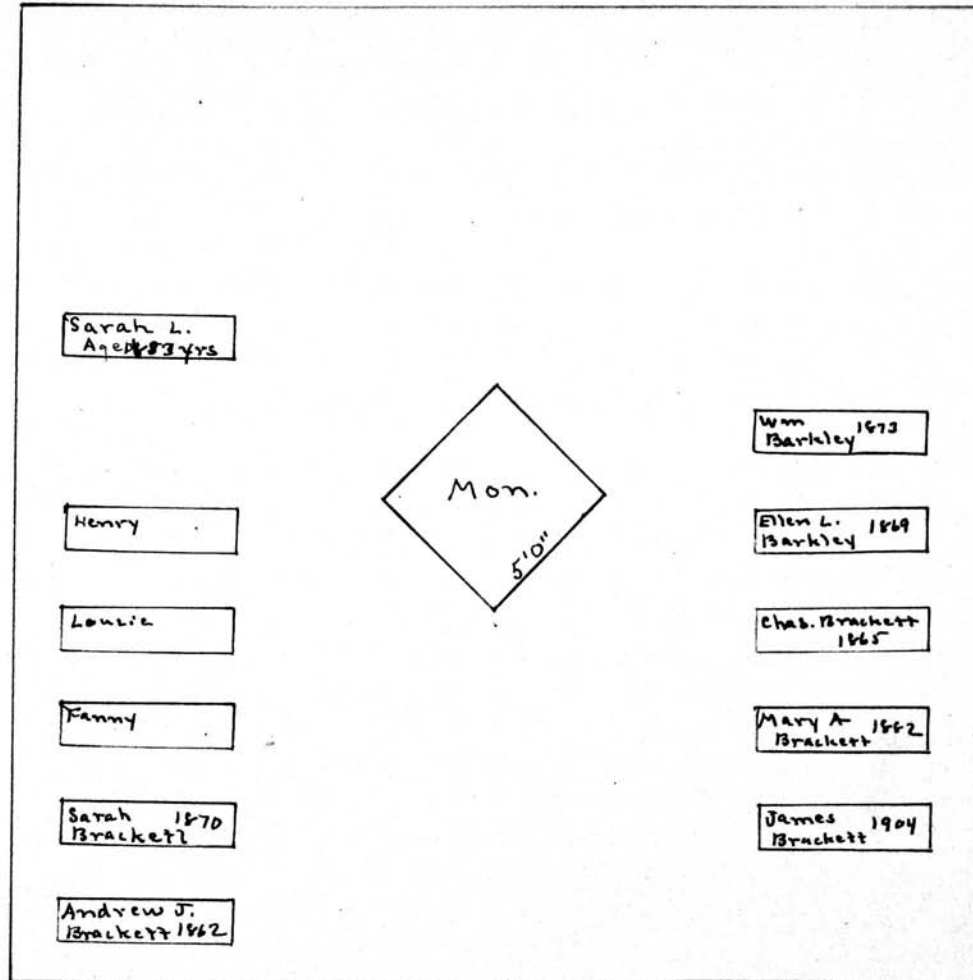 Sarah L.
Aged 83 yrs
Henry
Louzie
Fanny
Sarah 1870
Brackett
Andrew J.
Brackett 1862
Mon.
5'0"
Wm 1873
Barkley
Ellen L. 1869
Barkley
Chas. Brackett
1865
Mary A 1882
Brackett
James 1904
Brackett